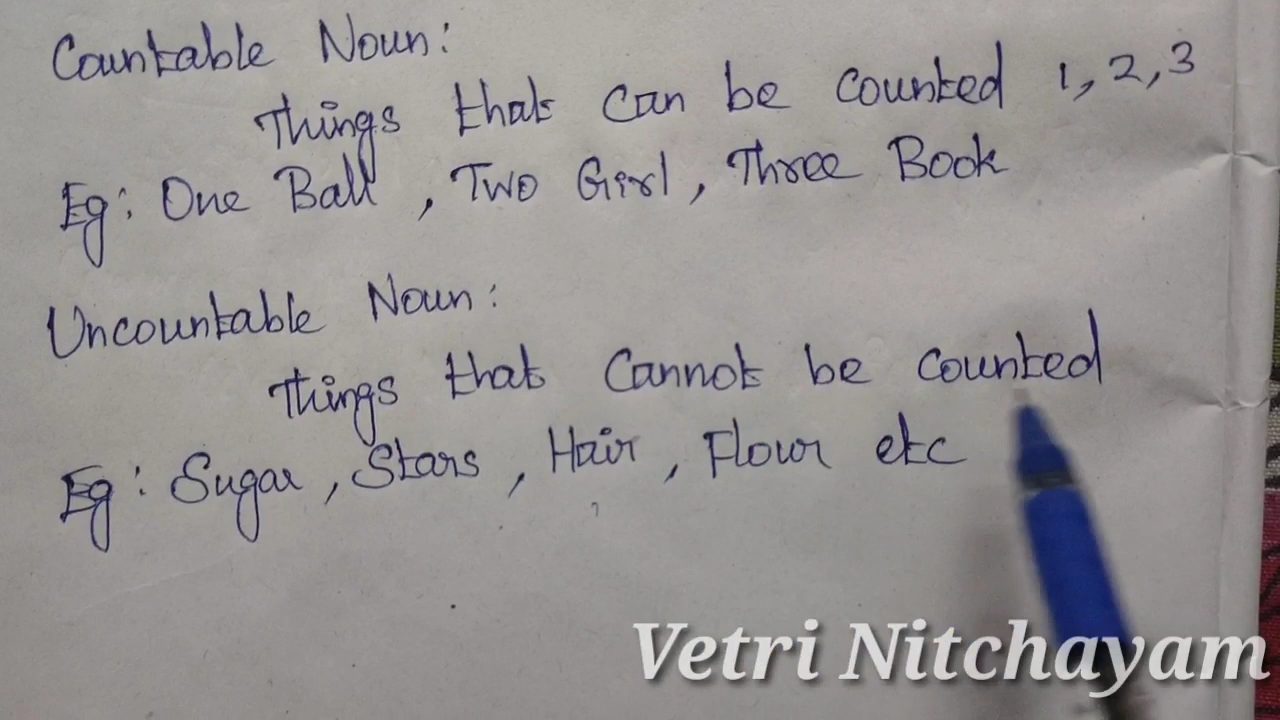 Countable Noun:
Things that can be counted 1, 2, 3
Eg: One Ball, Two Girl, Three Book
Uncountable Noun:
Things that cannot be counted
Eg: Sugar, Stars, Hair, Flour etc
Vetri Nitchayam